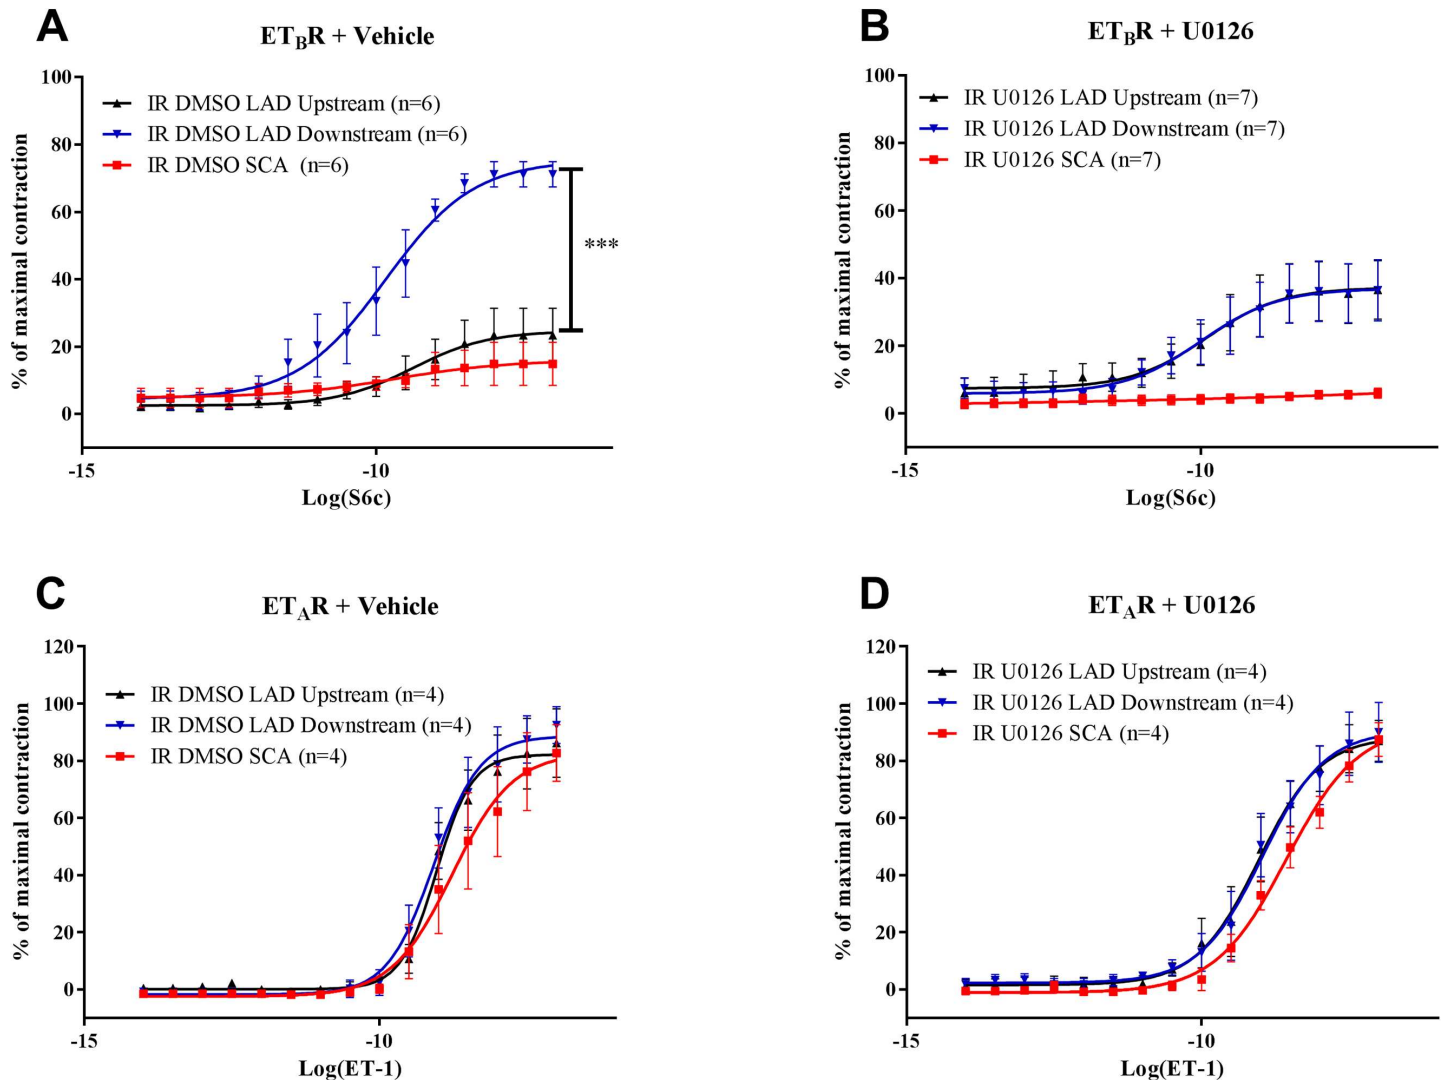 A
ETBR + Vehicle
% of maximal contraction
100
80
60
40
20
0
IR DMSO LAD Upstream (n=6)
IR DMSO LAD Downstream (n=6)
IR DMSO SCA (n=6)
***
-15
-10
Log(S6c)
B
ETBR + U0126
% of maximal contraction
100
80
60
40
20
0
IR U0126 LAD Upstream (n=7)
IR U0126 LAD Downstream (n=7)
IR U0126 SCA (n=7)
-15
-10
Log(S6c)
C
ETAR + Vehicle
% of maximal contraction
120
100
80
60
40
20
0
IR DMSO LAD Upstream (n=4)
IR DMSO LAD Downstream (n=4)
IR DMSO SCA (n=4)
-15
-10
Log(ET-1)
D
ETAR + U0126
% of maximal contraction
120
100
80
60
40
20
0
IR U0126 LAD Upstream (n=4)
IR U0126 LAD Downstream (n=4)
IR U0126 SCA (n=4)
-15
-10
Log(ET-1)